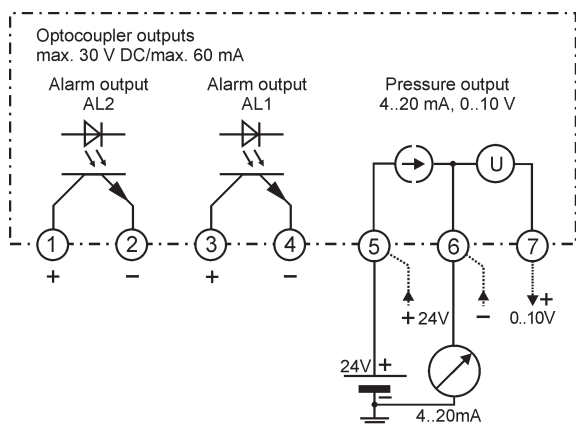 Optocoupler outputs
max. 30 V DC/max. 60 mA
Alarm output
AL2
Alarm output
AL1
Pressure output
4..20 mA, 0..10 V
U
1
2
3
4
5
6
7
+
−
+
−
+ 24V
−
+
0..10V
24V +
−
4..20mA